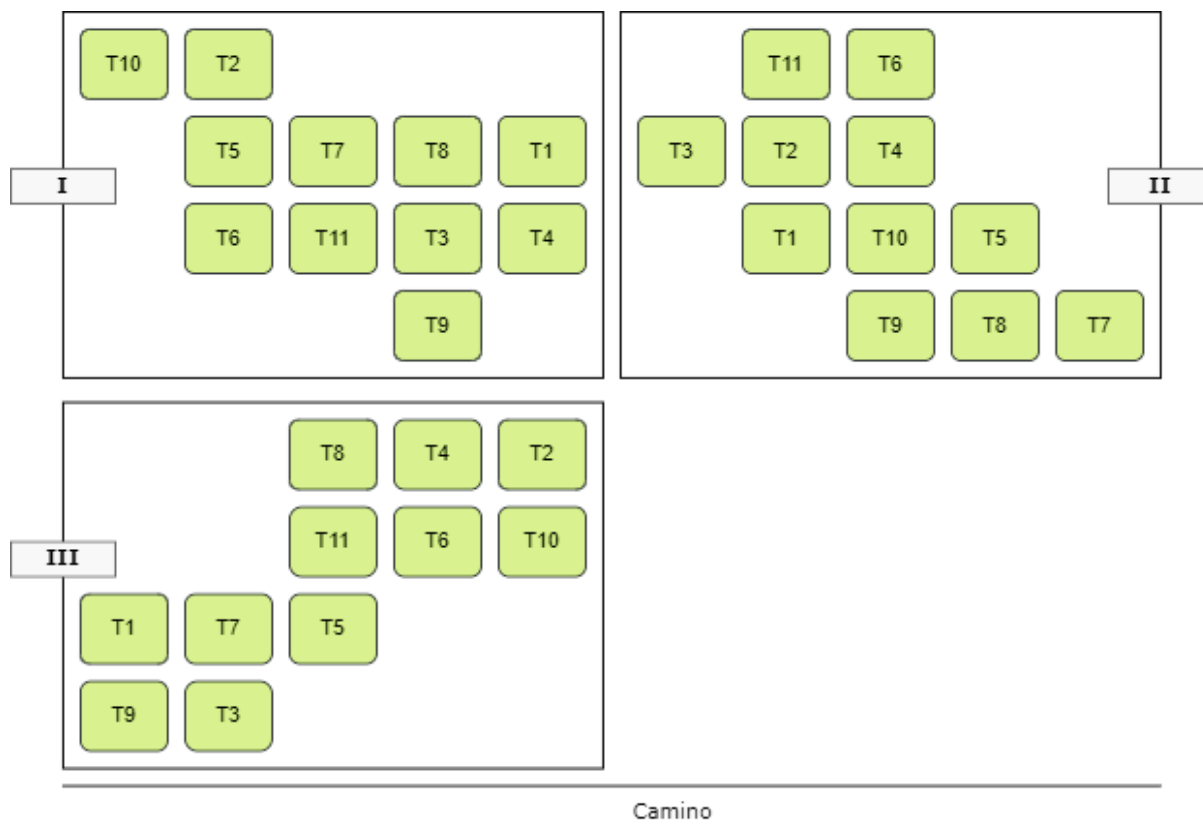 T10 T2
T5 T7 T8 T1
I
T6 T11 T3 T4
T9
T11 T6
T3 T2 T4
II
T1 T10 T5
T9 T8 T7
T8 T4 T2
T11 T6 T10
III
T1 T7 T5
T9 T3
Camino